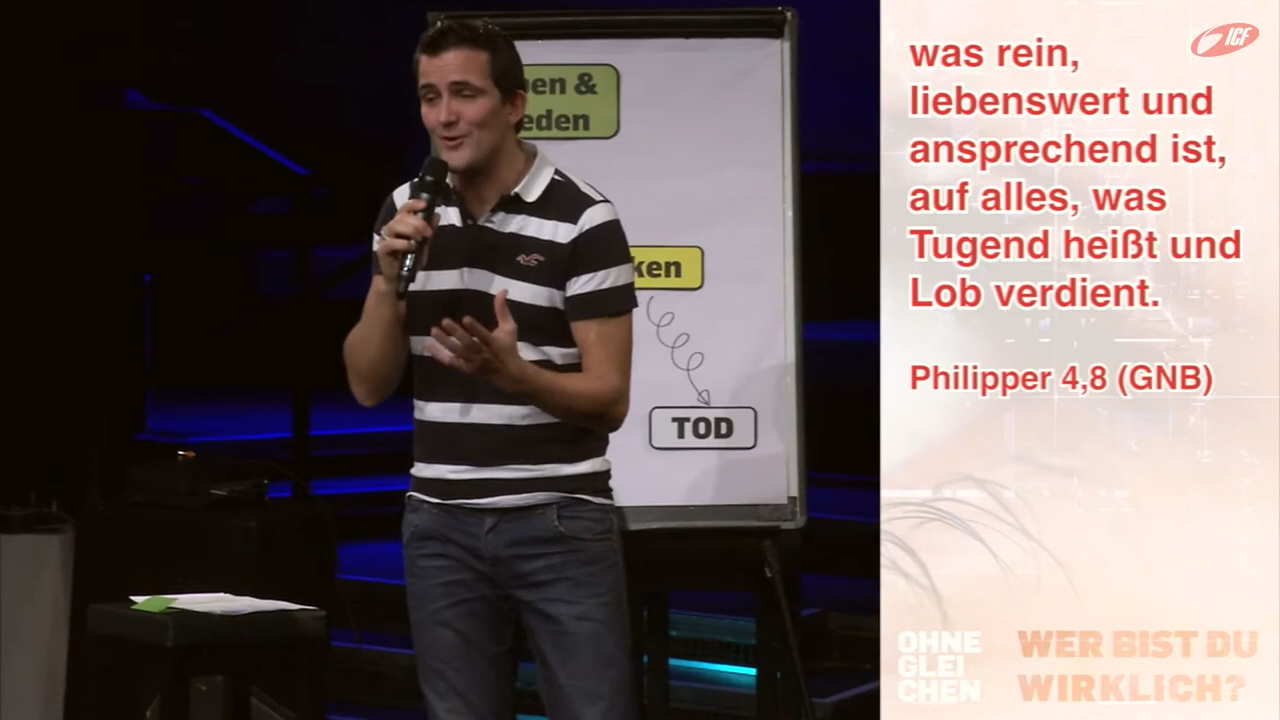 & 
ken
TOD
was rein,
liebenswert und
ansprechend ist,
auf alles, was
Tugend heißt und
Lob verdient.
Philipper 4,8 (GNB)
ICF
OHNE
GLEI
CHEN
WER BIST DU
WIRKLICH?